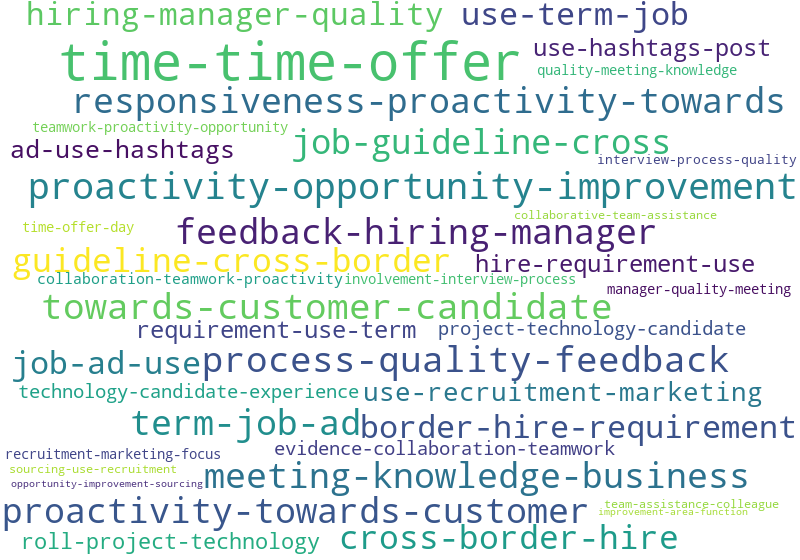 hiring-manager-quality use-term-job
time-time-offer use-hashtags-post
quality-meeting-knowledge
responsiveness-proactivity-towards
teamwork-proactivity-opportunity
ad-use-hashtags job-guideline-cross
interview-process-quality
proactivity-opportunity-improvement
collaborative-team-assistance
time-offer-day feedback-hiring-manager
guideline-cross-border hire-requirement-use
collaboration-teamwork-proactivity involvement-interview-process
manager-quality-meeting
towards-customer-candidate
requirement-use-term project-technology-candidate
job-ad-use process-quality-feedback
technology-candidate-experience use-recruitment-marketing
term-job-ad border-hire-requirement
recruitment-marketing-focus evidence-collaboration-teamwork
sourcing-use-recruitment meeting-knowledge-business
opportunity-improvement-sourcing
proactivity-towards-customer team-assistance-colleague
improvement-area-function
roll-project-technology cross-border-hire